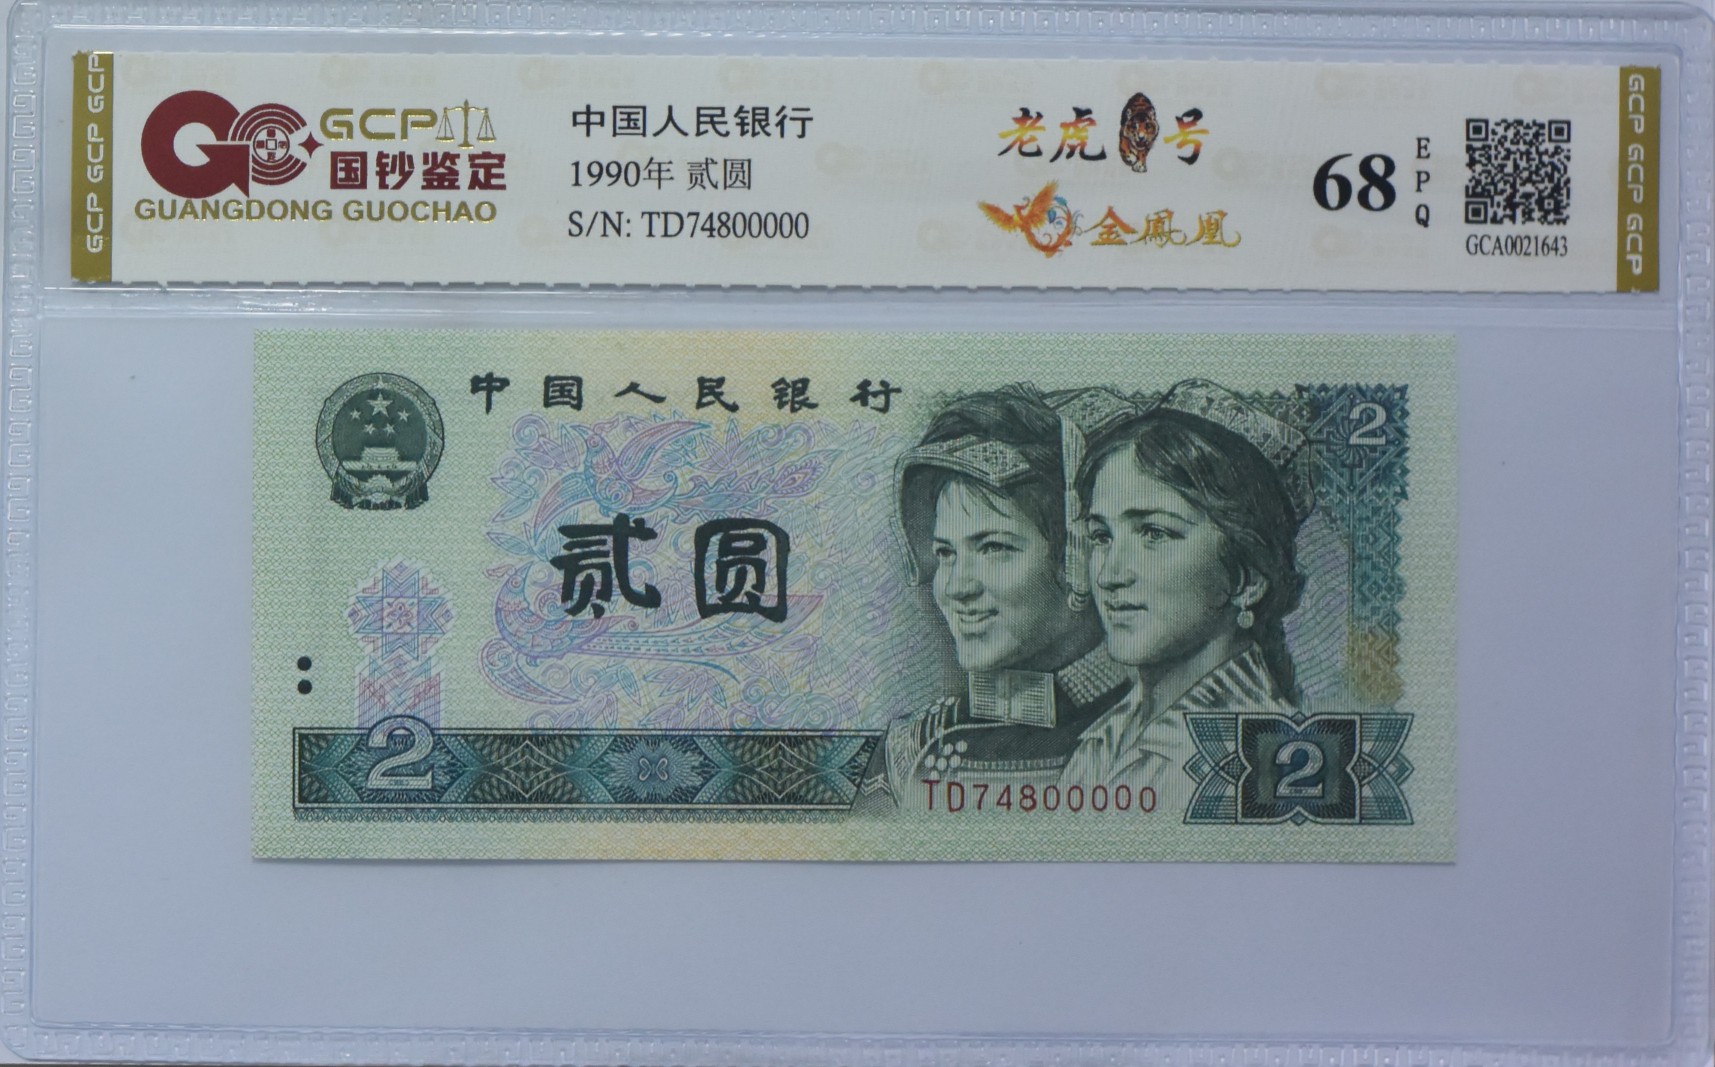 GCP GCP GCP
GCP
国钞鉴定
GUANGDONG GUOCHAO
中国人民银行
1990年 贰圆
S/N: TD74800000
老虎号
金鳳凰
68
EPQ
GCA0021643
GCP GCP GCP
中国人民银行
2
贰圆
2
TD74800000
2